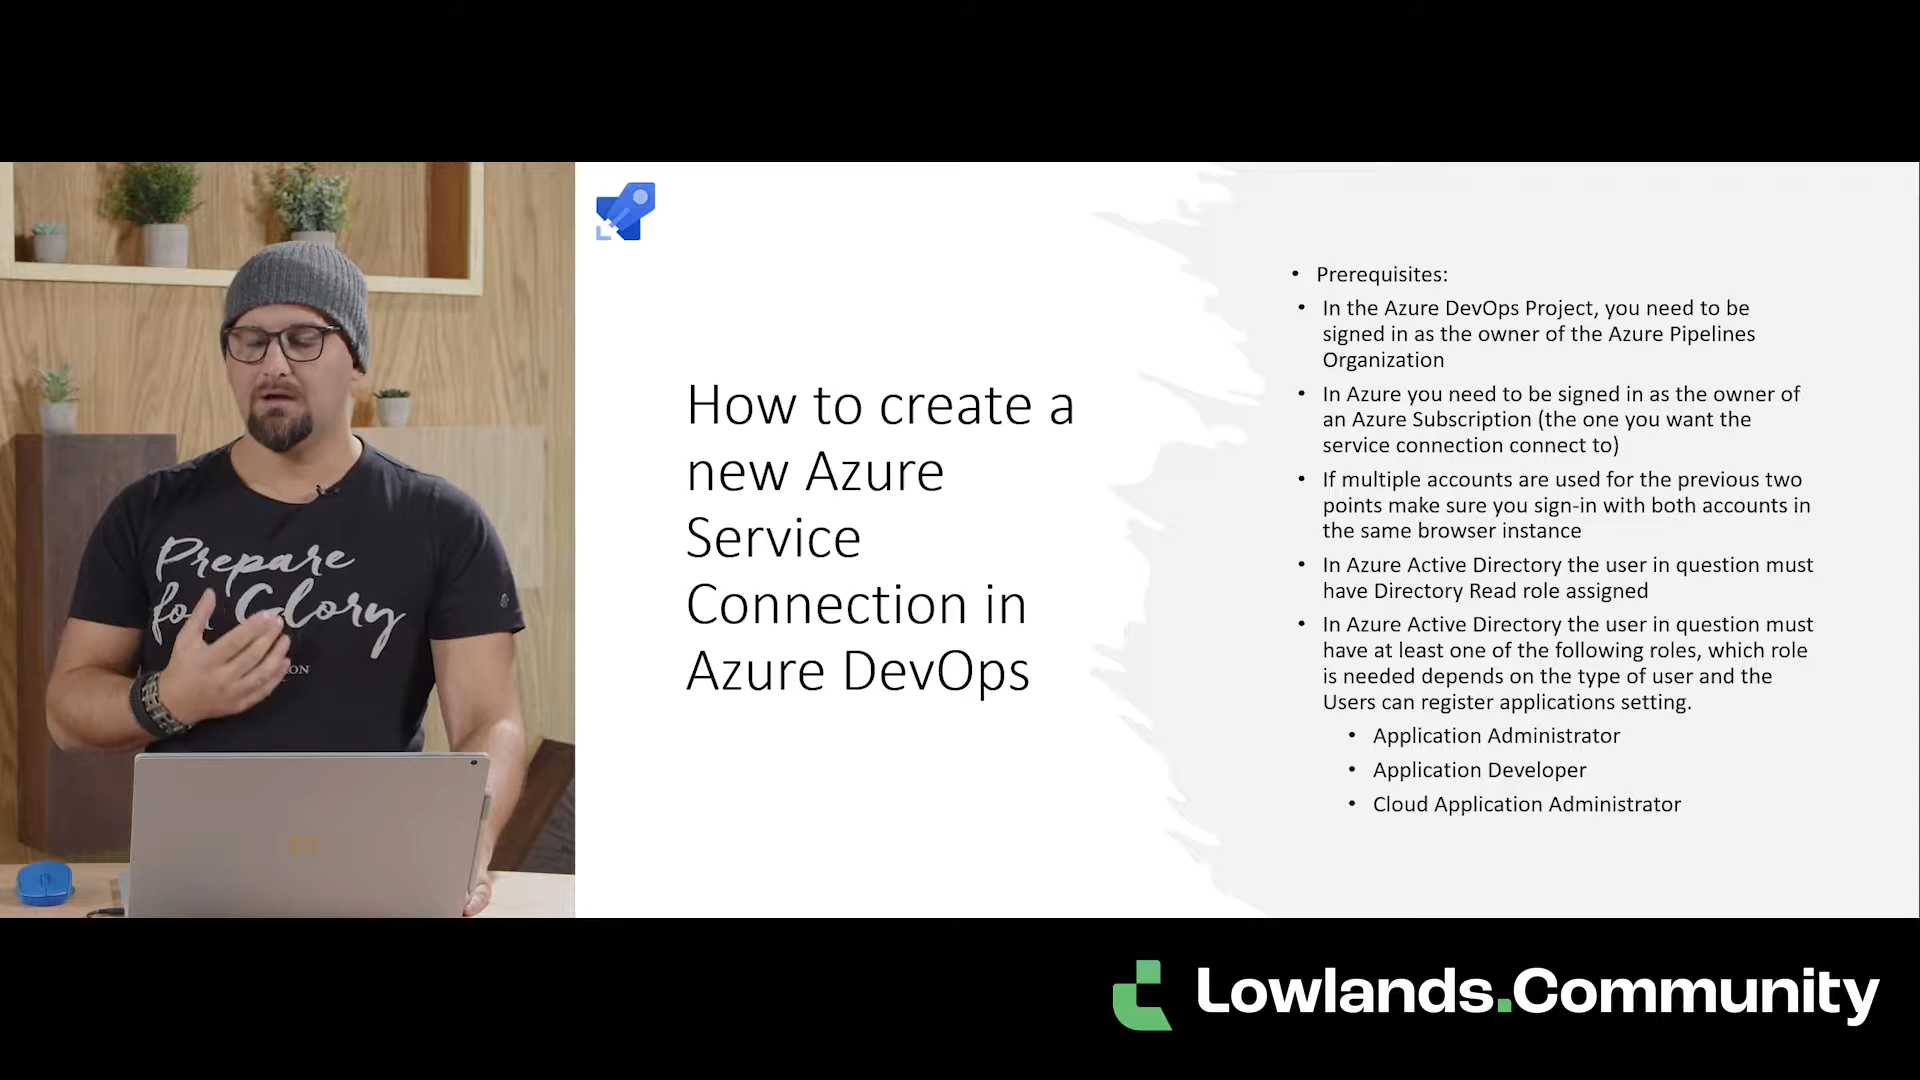 Prepare
for Glory
How to create a
new Azure
Service
Connection in
Azure DevOps
• Prerequisites:
• In the Azure DevOps Project, you need to be
signed in as the owner of the Azure Pipelines
Organization
• In Azure you need to be signed in as the owner of
an Azure Subscription (the one you want the
service connection connect to)
• If multiple accounts are used for the previous two
points make sure you sign-in with both accounts in
the same browser instance
• In Azure Active Directory the user in question must
have Directory Read role assigned
• In Azure Active Directory the user in question must
have at least one of the following roles, which role
is needed depends on the type of user and the
Users can register applications setting.
• Application Administrator
• Application Developer
• Cloud Application Administrator
Lowlands.Community